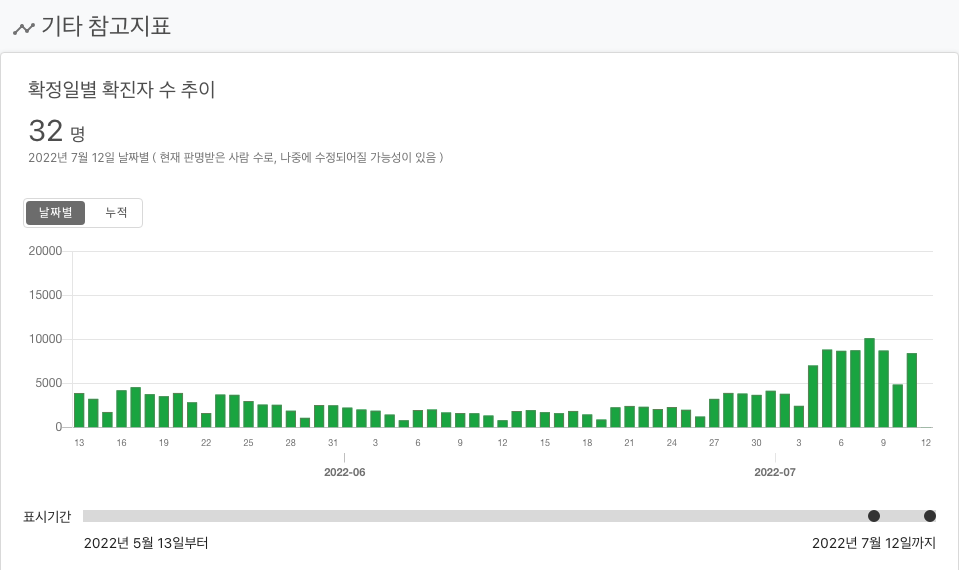 기타 참고지표
확정일별 확진자 수 추이
32 명
2022년 7월 12일 날짜별 ( 현재 판명받은 사람 수로, 나중에 수정되어질 가능성이 있음 )
날짜별 누적
20000
15000
10000
5000
0
13 16 19 22 25 28 31 3 6 9 12 15 18 21 24 27 30 3 6 9 12
2022-06 2022-07
표시기간
2022년 5월 13일부터 2022년 7월 12일까지